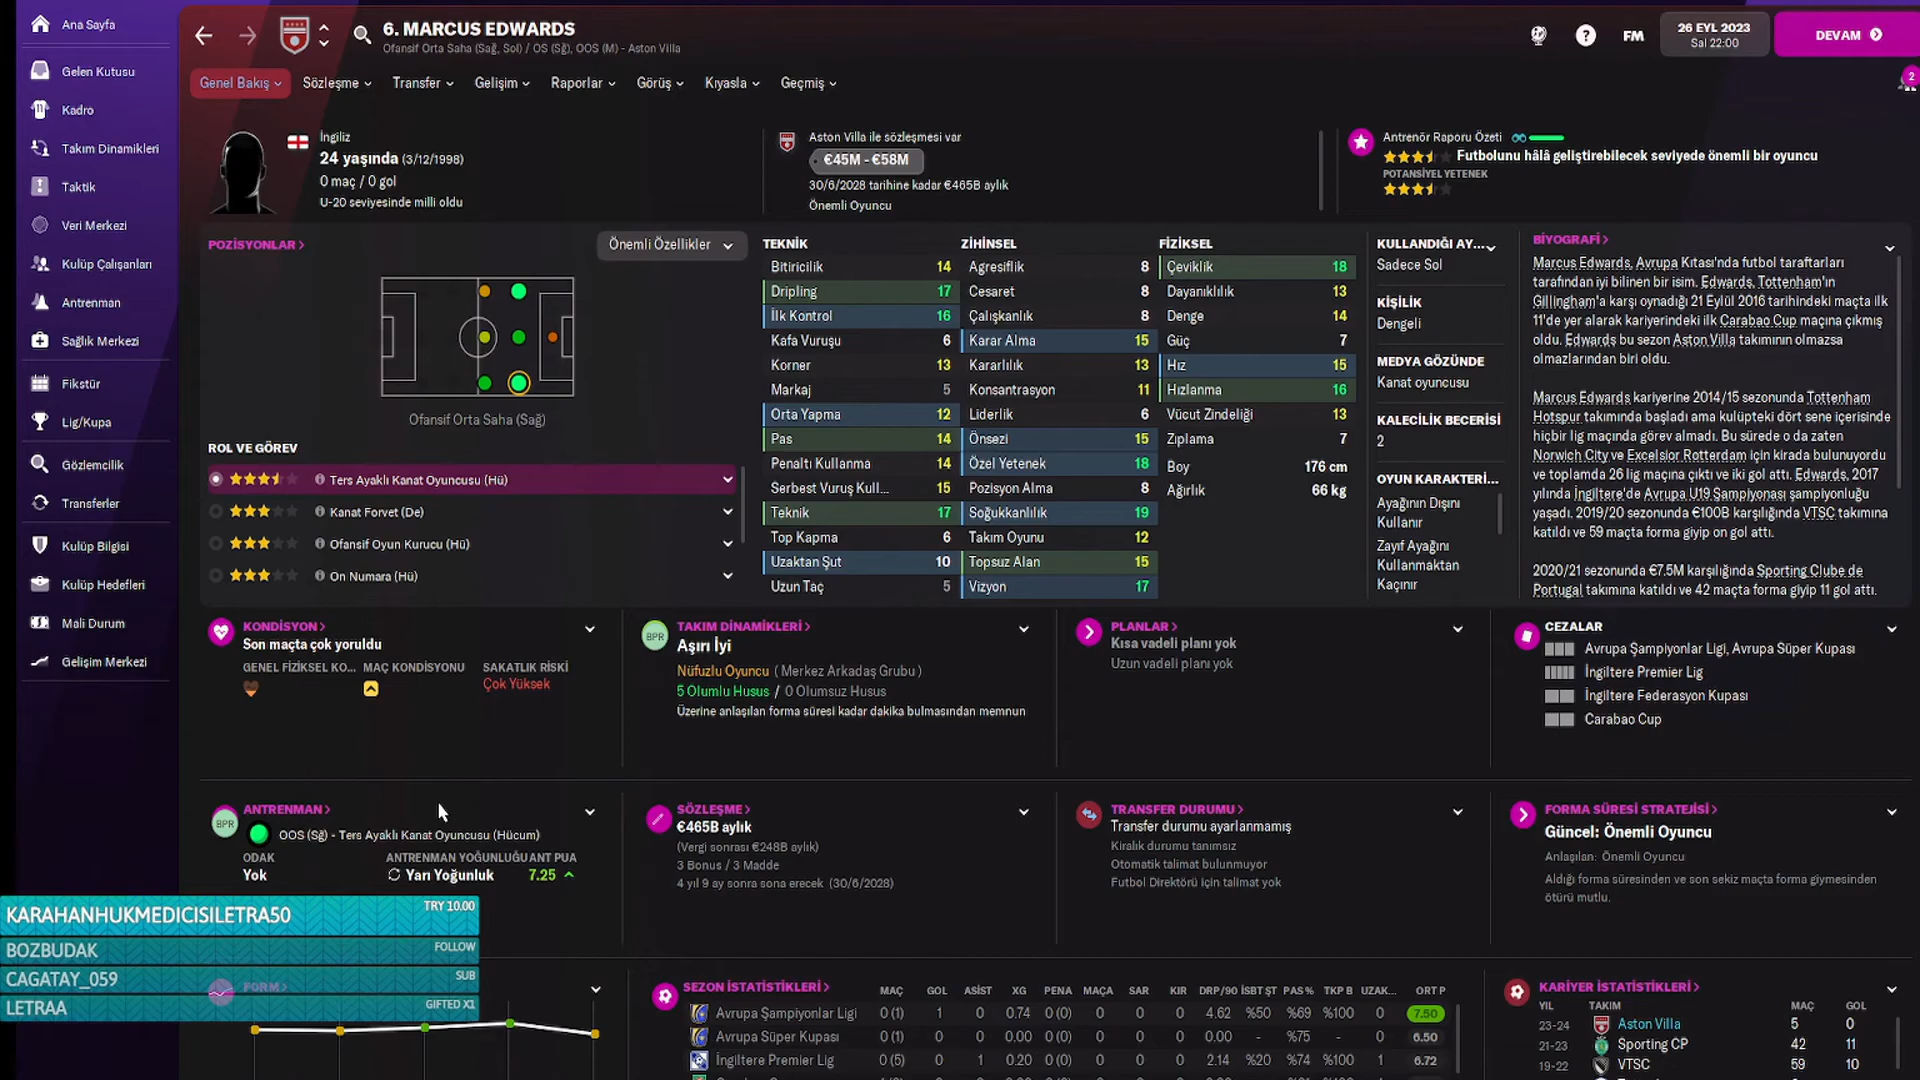 Ana Sayfa
Gelen Kutusu
Kadro
Takım Dinamikleri
Taktik
Veri Merkezi
Kulüp Çalışanları
Antrenman
Sağlık Merkezi
Fikstür
Lig/Kupa
Gözlemcilik
Transferler
Kulüp Bilgisi
Kulüp Hedefleri
Mali Durum
Gelişim Merkezi
6. MARCUS EDWARDS
Ofansif Orta Saha (Sağ, Sol) / OS (Sğ), OOS (M) - Aston Villa
FM
26 EYL 2023
Sal 22:00
DEVAM
2
Genel Bakış
Sözleşme
Transfer
Gelişim
Raporlar
Görüş
Kıyasla
Geçmiş
İngiliz
24 yaşında (3/12/1998)
0 maç / 0 gol
U-20 seviyesinde milli oldu
Aston Villa ile sözleşmesi var
€45M - €58M
30/6/2028 tarihine kadar €465B aylık
Önemli Oyuncu
Antrenör Raporu Özeti
Futbolunu hâlâ geliştirebilecek seviyede önemli bir oyuncu
POTANSİYEL YETENEK
POZİSYONLAR >
Önemli Özellikler
Ofansif Orta Saha (Sağ)
ROL VE GÖREV
Ters Ayaklı Kanat Oyuncusu (Hü)
Kanat Forvet (De)
Ofansif Oyun Kurucu (Hü)
On Numara (Hü)
TEKNİK
Bitiricilik 14
Dripling 17
İlk Kontrol 16
Kafa Vuruşu 6
Korner 13
Markaj 5
Orta Yapma 12
Pas 14
Penaltı Kullanma 14
Serbest Vuruş Kull... 15
Teknik 17
Top Kapma 6
Uzaktan Şut 10
Uzun Taç 5
ZİHİNSEL
Agresiflik 8
Cesaret 8
Çalışkanlık 8
Karar Alma 15
Kararlılık 13
Konsantrasyon 11
Liderlik 6
Önsezi 15
Özel Yetenek 18
Pozisyon Alma 8
Soğukkanlılık 19
Takım Oyunu 12
Topsuz Alan 15
Vizyon 17
FİZİKSEL
Çeviklik 18
Dayanıklılık 13
Denge 14
Güç 7
Hız 15
Hızlanma 16
Vücut Zindeliği 13
Zıplama 7
Boy 176 cm
Ağırlık 66 kg
KULLANDIĞI AY...
Sadece Sol
KİŞİLİK
Dengeli
MEDYA GÖZÜNDE
Kanat oyuncusu
KALECİLİK BECERİSİ
2
OYUN KARAKTERİ...
Ayağının Dışını
Kullanır
Zayıf Ayağını
Kullanmaktan
Kaçınır
BİYOGRAFİ >
Marcus Edwards, Avrupa Kıtası'nda futbol taraftarları
tarafından iyi bilinen bir isim. Edwards, Tottenham'ın
Gillingham'a karşı oynadığı 21 Eylül 2016 tarihindeki maçta ilk
11'de yer alarak kariyerindeki ilk Carabao Cup maçına çıkmış
oldu. Edwards bu sezon Aston Villa takımının olmazsa
olmazlarından biri oldu.
Marcus Edwards kariyerine 2014/15 sezonunda Tottenham
Hotspur takımında başladı ama kulüpteki dört sene içerisinde
hiçbir lig maçında görev almadı. Bu sürede o da zaten
Norwich City ve Excelsior Rotterdam için kirada bulunuyordu
ve toplamda 26 lig maçına çıktı ve iki gol attı. Edwards, 2017
yılında İngiltere'de Avrupa U19 Şampiyonası şampiyonluğu
yaşadı. 2019/20 sezonunda €100B karşılığında VTSC takımına
katıldı ve 59 maçta forma giyip on gol attı.
2020/21 sezonunda €7.5M karşılığında Sporting Clube de
Portugal takımına katıldı ve 42 maçta forma giyip 11 gol attı.
KONDİSYON >
Son maçta çok yoruldu
GENEL FİZİKSEL KO... MAÇ KONDİSYONU SAKATLIK RİSKİ
Çok Yüksek
BPR
TAKIM DİNAMİKLERİ >
Aşırı İyi
Nüfuzlu Oyuncu ( Merkez Arkadaş Grubu )
5 Olumlu Husus / 0 Olumsuz Husus
Üzerine anlaşılan forma süresi kadar dakika bulmasından memnun
PLANLAR >
Kısa vadeli planı yok
Uzun vadeli planı yok
CEZALAR
Avrupa Şampiyonlar Ligi, Avrupa Süper Kupası
İngiltere Premier Lig
İngiltere Federasyon Kupası
Carabao Cup
BPR
ANTRENMAN >
OOS (Sğ) - Ters Ayaklı Kanat Oyuncusu (Hücum)
ODAK
Yok
ANTRENMAN YOĞUNLUĞU ANT PUA
Yarı Yoğunluk 7.25
SÖZLEŞME >
€465B aylık
(Vergi sonrası €248B aylık)
3 Bonus / 3 Madde
4 yıl 9 ay sonra sona erecek (30/6/2028)
TRANSFER DURUMU >
Transfer durumu ayarlanmamış
Kiralık durumu tanımsız
Otomatik talimat bulunmuyor
Futbol Direktörü için talimat yok
FORMA SÜRESİ STRATEJİSİ >
Güncel: Önemli Oyuncu
Anlaşılan: Önemli Oyuncu
Aldığı forma süresinden ve son sekiz maçta forma giymesinden
ötürü mutlu.
KARAHANHUKMEDICISILETRA50 TRY 10.00
BOZBUDAK FOLLOW
CAGATAY_059 SUB
LETRAA GIFTED X1
FORM >
SEZON İSTATİSTİKLERİ > MAÇ GOL ASİST XG PENA MAÇA SAR KIR DRP/90 İSBT ŞT PAS % TKP B UZAK... ORT P
Avrupa Şampiyonlar Ligi 0 (1) 1 0 0.74 0 (0) 0 0 0 4.62 %50 %69 %100 0 7.50
Avrupa Süper Kupası 0 (1) 0 0 0.00 0 (0) 0 0 0 0.00 - %75 - 0 6.50
İngiltere Premier Lig 0 (5) 0 1 0.20 0 (0) 0 0 0 2.14 %20 %74 %100 1 6.72
KARİYER İSTATİSTİKLERİ >
YIL TAKIM MAÇ GOL
23-24 Aston Villa 5 0
21-23 Sporting CP 42 11
19-22 VTSC 59 10